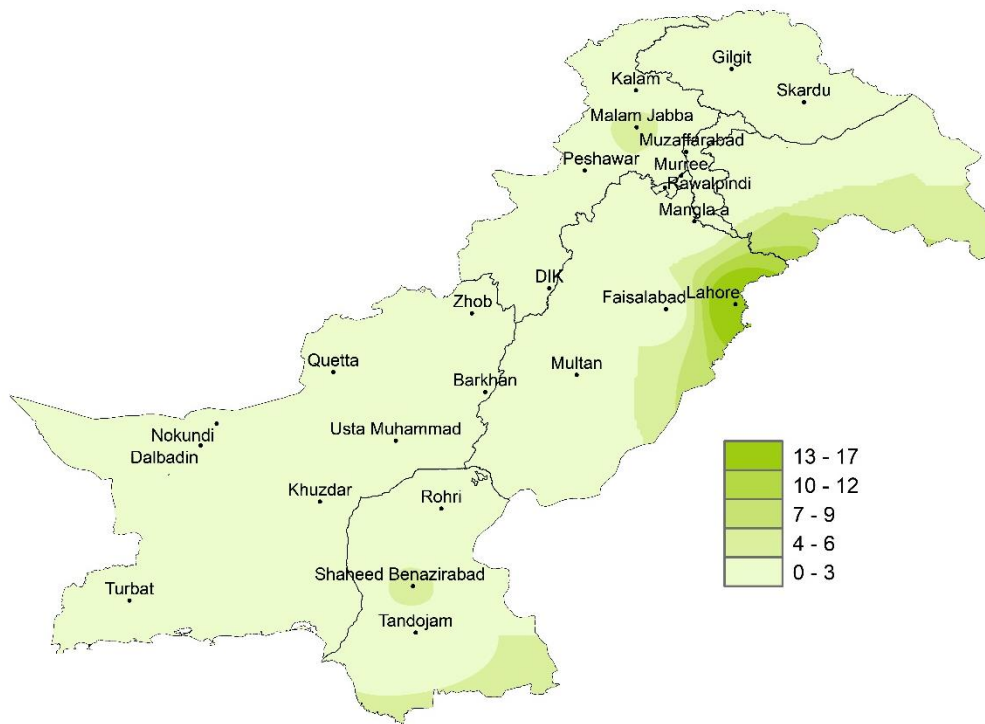 Gilgit
Kalam
Skardu
Malam Jabba
Muzaffarabad
Peshawar
Murree
Rawalpindi
Mangla a
DIK
Zhob
Faisalabad
Lahore
Quetta
Multan
Barkhan
Nokundi
Usta Muhammad
Dalbadin
Khuzdar
Rohri
Shaheed Benazirabad
Turbat
Tandojam
13 - 17
10 - 12
7 - 9
4 - 6
0 - 3